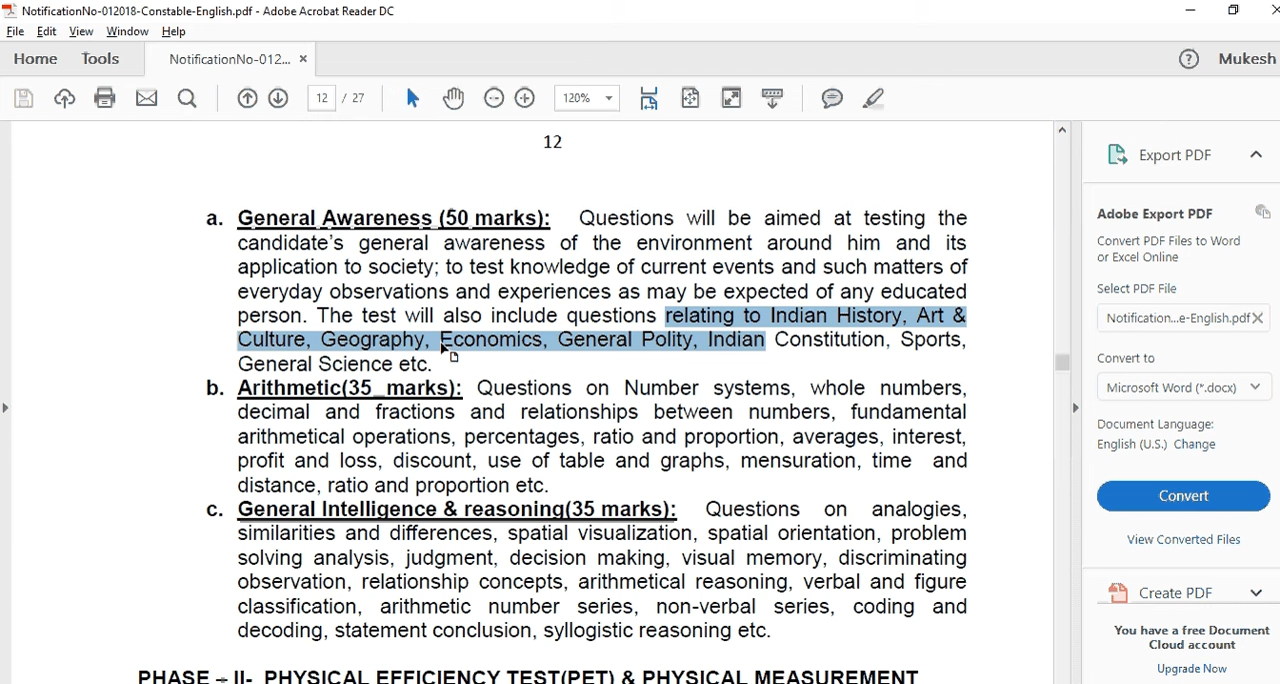 NotificationNo-012018-Constable-English.pdf - Adobe Acrobat Reader DC
File Edit View Window Help
Home Tools NotificationNo-012... × Mukesh
12 / 27 120%
12
a. General Awareness (50 marks): Questions will be aimed at testing the
candidate's general awareness of the environment around him and its
application to society; to test knowledge of current events and such matters of
everyday observations and experiences as may be expected of any educated
person. The test will also include questions relating to Indian History, Art &
Culture, Geography, Economics, General Polity, Indian Constitution, Sports,
General Science etc.
b. Arithmetic(35 marks): Questions on Number systems, whole numbers,
decimal and fractions and relationships between numbers, fundamental
arithmetical operations, percentages, ratio and proportion, averages, interest,
profit and loss, discount, use of table and graphs, mensuration, time and
distance, ratio and proportion etc.
c. General Intelligence & reasoning(35 marks): Questions on analogies,
similarities and differences, spatial visualization, spatial orientation, problem
solving analysis, judgment, decision making, visual memory, discriminating
observation, relationship concepts, arithmetical reasoning, verbal and figure
classification, arithmetic number series, non-verbal series, coding and
decoding, statement conclusion, syllogistic reasoning etc.
PHASE – II- PHYSICAL EFFICIENCY TEST(PET) & PHYSICAL MEASUREMENT
Export PDF
Adobe Export PDF
Convert PDF Files to Word
or Excel Online
Select PDF File
Notification...e-English.pdf ×
Convert to
Microsoft Word (*.docx)
Document Language:
English (U.S.) Change
Convert
View Converted Files
Create PDF
You have a free Document
Cloud account
Upgrade Now